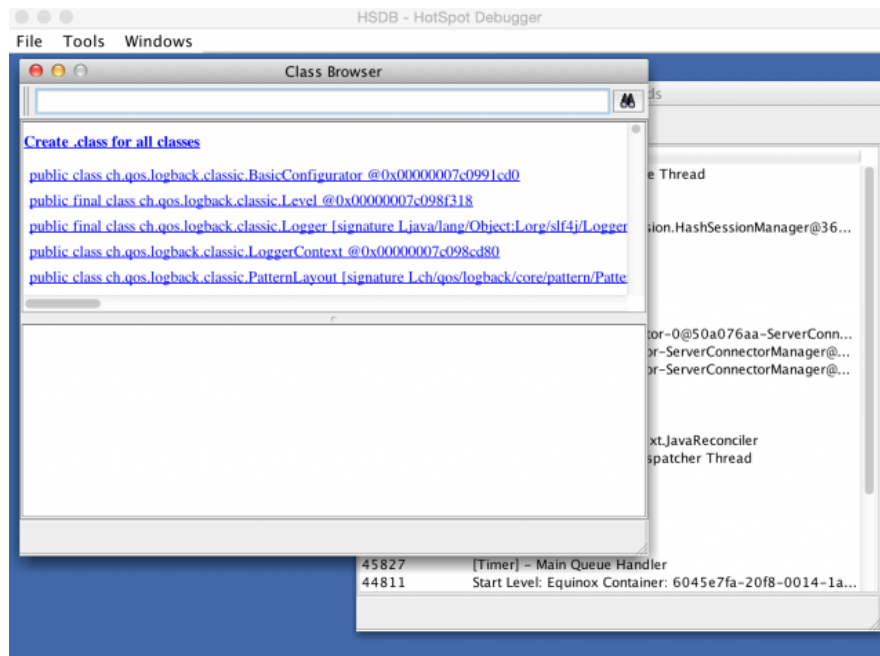 HSDB - HotSpot Debugger
File Tools Windows
Class Browser
ds
Create .class for all classes
public class ch.qos.logback.classic.BasicConfigurator @0x00000007c0991cd0
public final class ch.qos.logback.classic.Level @0x00000007c098f318
public final class ch.qos.logback.classic.Logger [signature Ljava/lang/Object;Lorg/slf4j/Logger
public class ch.qos.logback.classic.LoggerContext @0x00000007c098cd80
public class ch.qos.logback.classic.PatternLayout [signature Lch/qos/logback/core/pattern/Patte
e Thread
sion.HashSessionManager@36...
tor-0@50a076aa-ServerConn...
or-ServerConnectorManager@...
or-ServerConnectorManager@...
xt.JavaReconciler
spatcher Thread
45827 [Timer] - Main Queue Handler
44811 Start Level: Equinox Container: 6045e7fa-20f8-0014-1a...